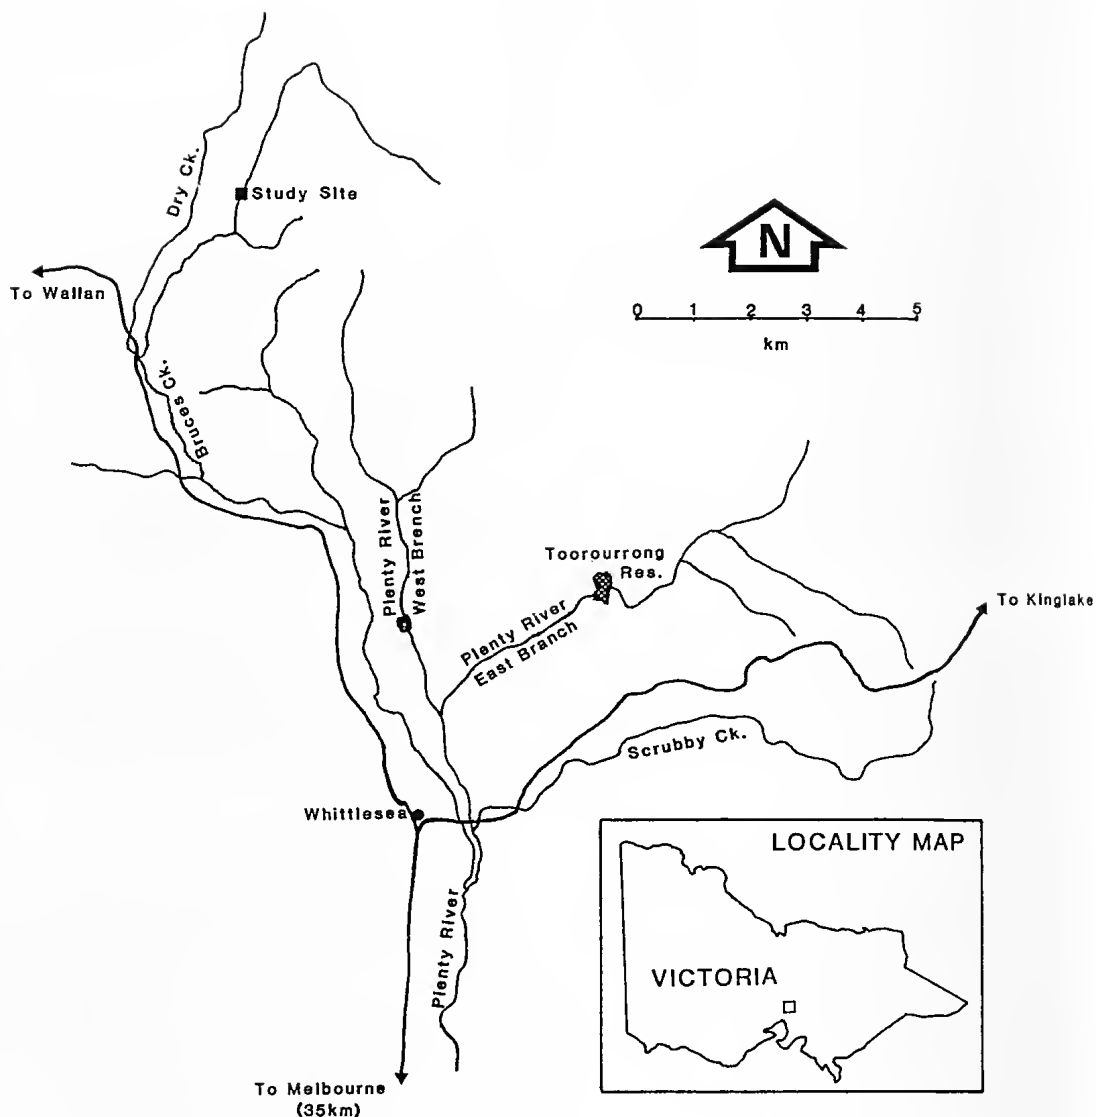 Dry Ck.
Study Site
N
To Wallan
0 1 2 3 4 5
km
Bruces Ck.
Plenty River
West Brench
Toorourrong
Res.
Plenty River
East Branch
To Kinglake
Scrubby Ck.
Whittlesea
Plenty River
LOCALITY MAP
VICTORIA
To Melbourne
(35km)